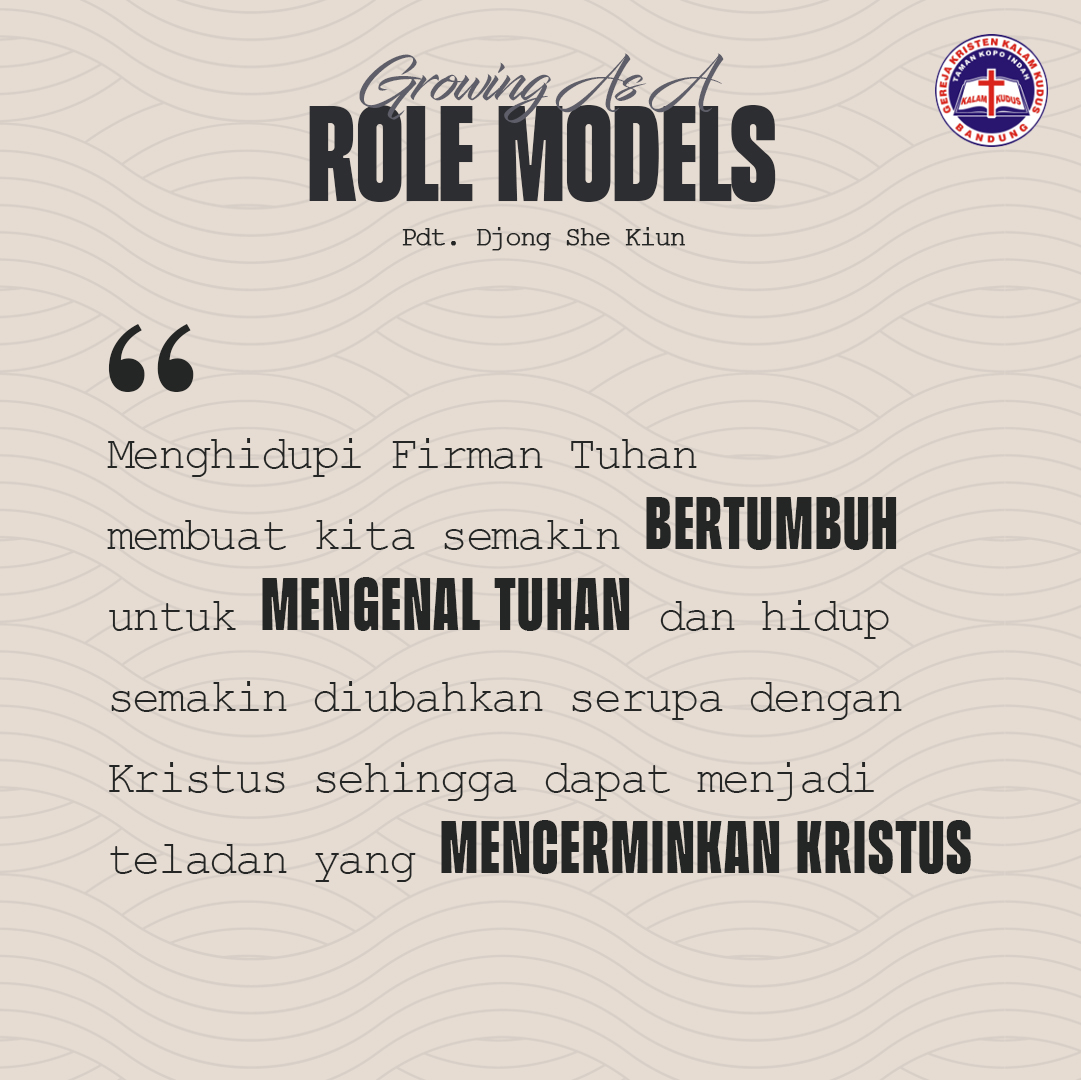 Growing As A
ROLE MODELS
Pdt. Djong She Kiun
GEREJA KRISTEN KALAM KUDUS
TAMAN KOPO INDAH
KALAM KUDUS
BANDUNG
“
Menghidupi Firman Tuhan
membuat kita semakin BERTUMBUH
untuk MENGENAL TUHAN dan hidup
semakin diubahkan serupa dengan
Kristus sehingga dapat menjadi
teladan yang MENCERMINKAN KRISTUS